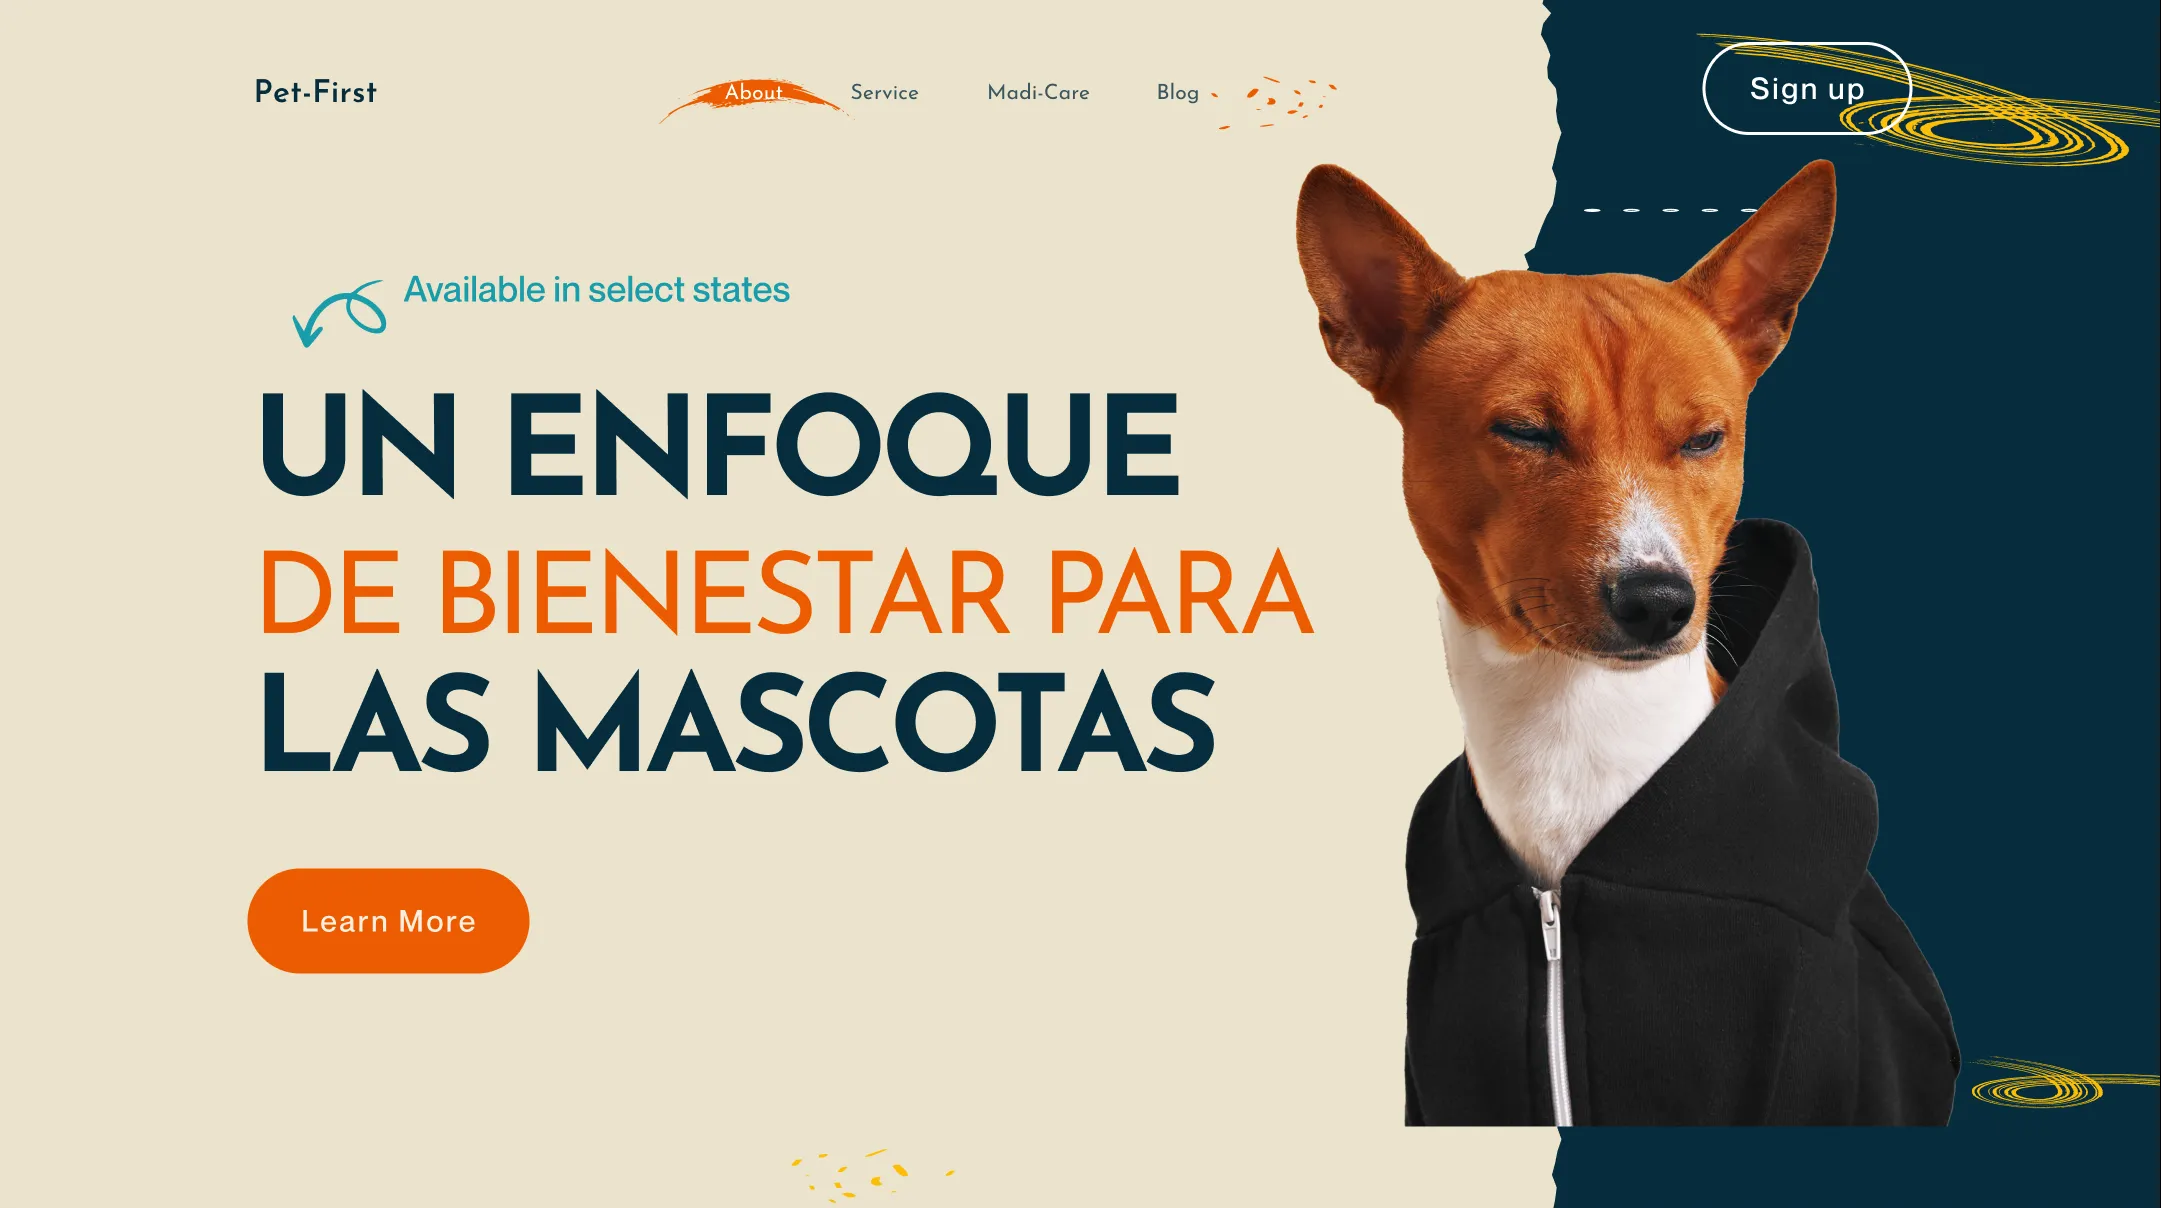 Pet-First
About
Service
Madi-Care
Blog
Sign up
Available in select states
UN ENFOQUE
DE BIENESTAR PARA
LAS MASCOTAS
Learn More